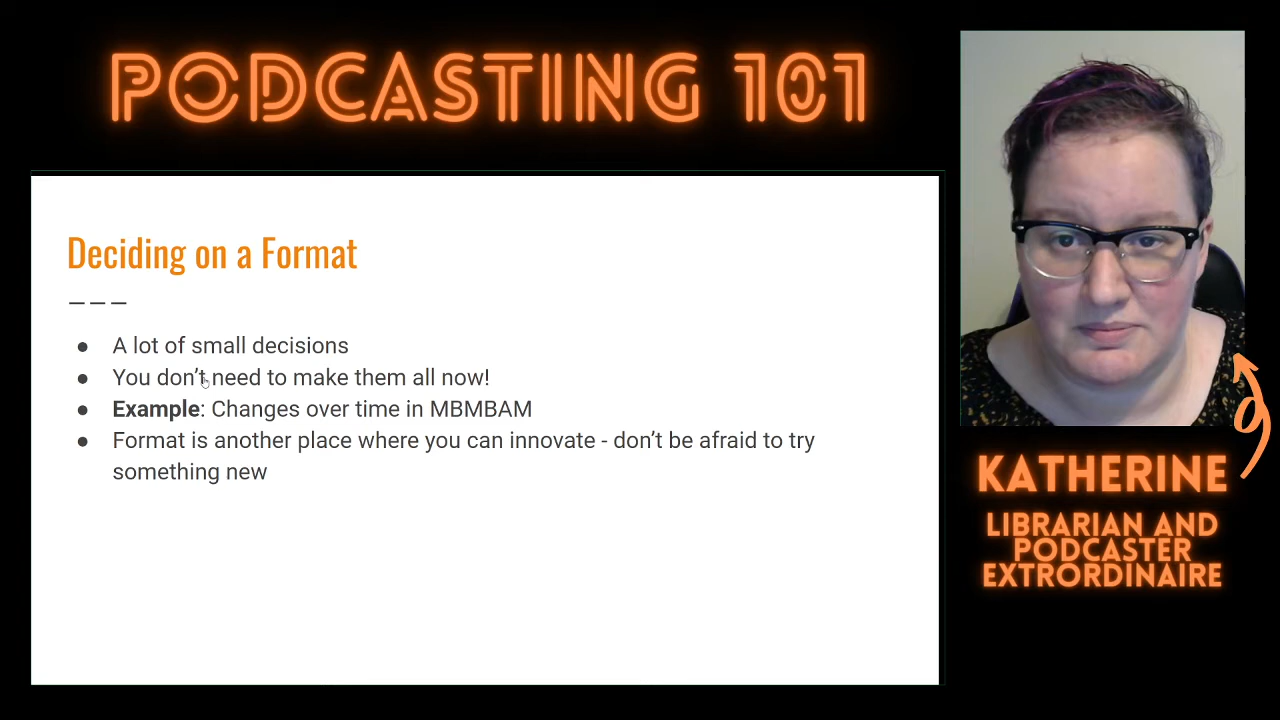 PODCASTING 101
Deciding on a Format
● A lot of small decisions
● You don’t need to make them all now!
● Example: Changes over time in MBMBAM
● Format is another place where you can innovate - don’t be afraid to try
something new
KATHERINE
LIBRARIAN AND
PODCASTER
EXTRORDINAIRE